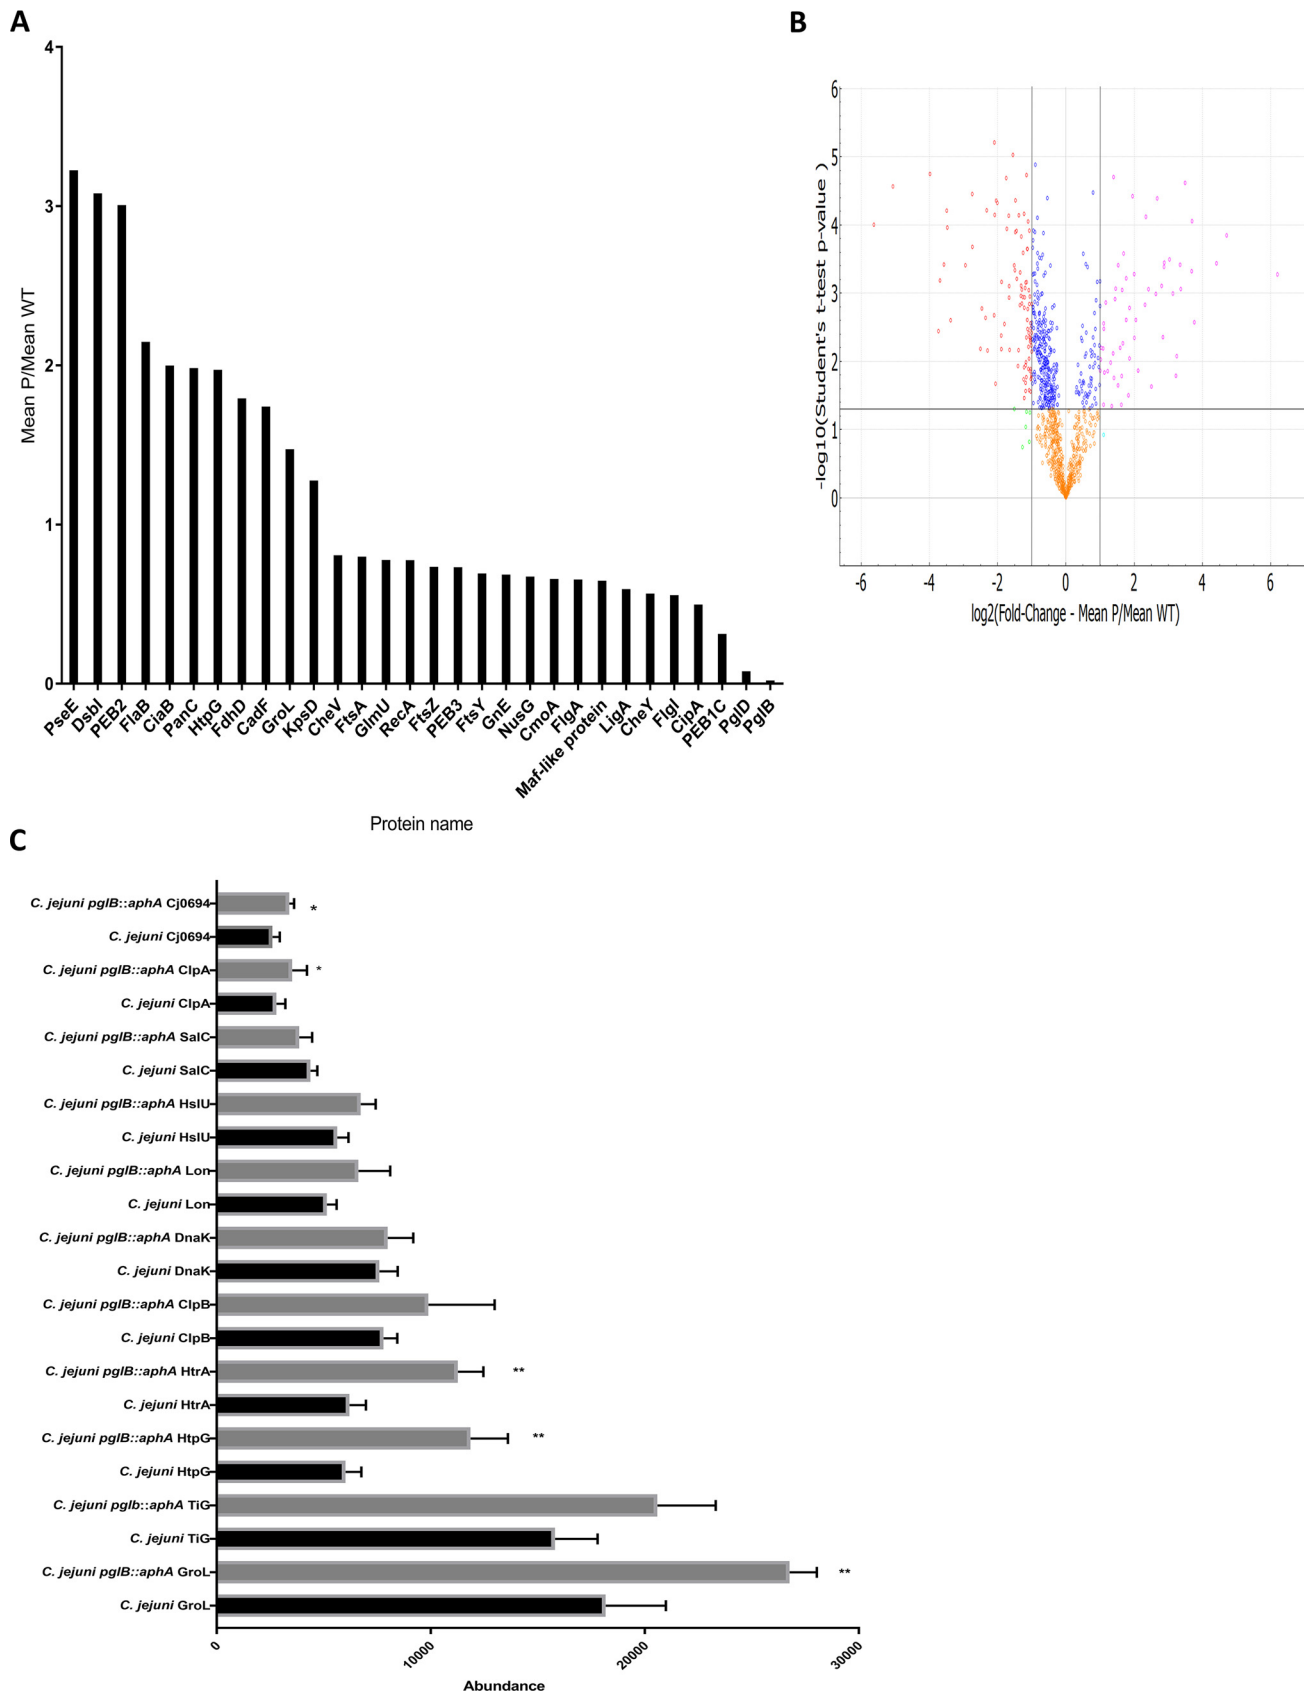 A
4
3
2
1
0
Mean P/Mean WT
PseE
DsbI
PEB2
FlaB
CiaB
PanC
HtpG
FdhD
CadF
GroL
KpsD
CheV
FtsA
GlmU
RecA
FtsZ
PEB3
FtsY
GnE
NusG
CmoA
FlgA
Maf-like protein
LigA
CheY
FlgI
CipA
PEB1C
PglD
PglB
Protein name
B
6
5
4
3
2
1
0
-log10(Student's t-test p-value )
-6
-4
-2
0
2
4
6
log2(Fold-Change - Mean P/Mean WT)
C
C. jejuni pglB::aphA Cj0694
*
C. jejuni Cj0694
C. jejuni pglB::aphA ClpA
*
C. jejuni ClpA
C. jejuni pglB::aphA SalC
C. jejuni SalC
C. jejuni pglB::aphA HslU
C. jejuni HslU
C. jejuni pglB::aphA Lon
C. jejuni Lon
C. jejuni pglB::aphA DnaK
C. jejuni DnaK
C. jejuni pglB::aphA ClpB
C. jejuni ClpB
C. jejuni pglB::aphA HtrA
**
C. jejuni HtrA
C. jejuni pglB::aphA HtpG
**
C. jejuni HtpG
C. jejuni pglb::aphA TiG
C. jejuni TiG
C. jejuni pglB::aphA GroL
**
C. jejuni GroL
0
10000
20000
30000
Abundance